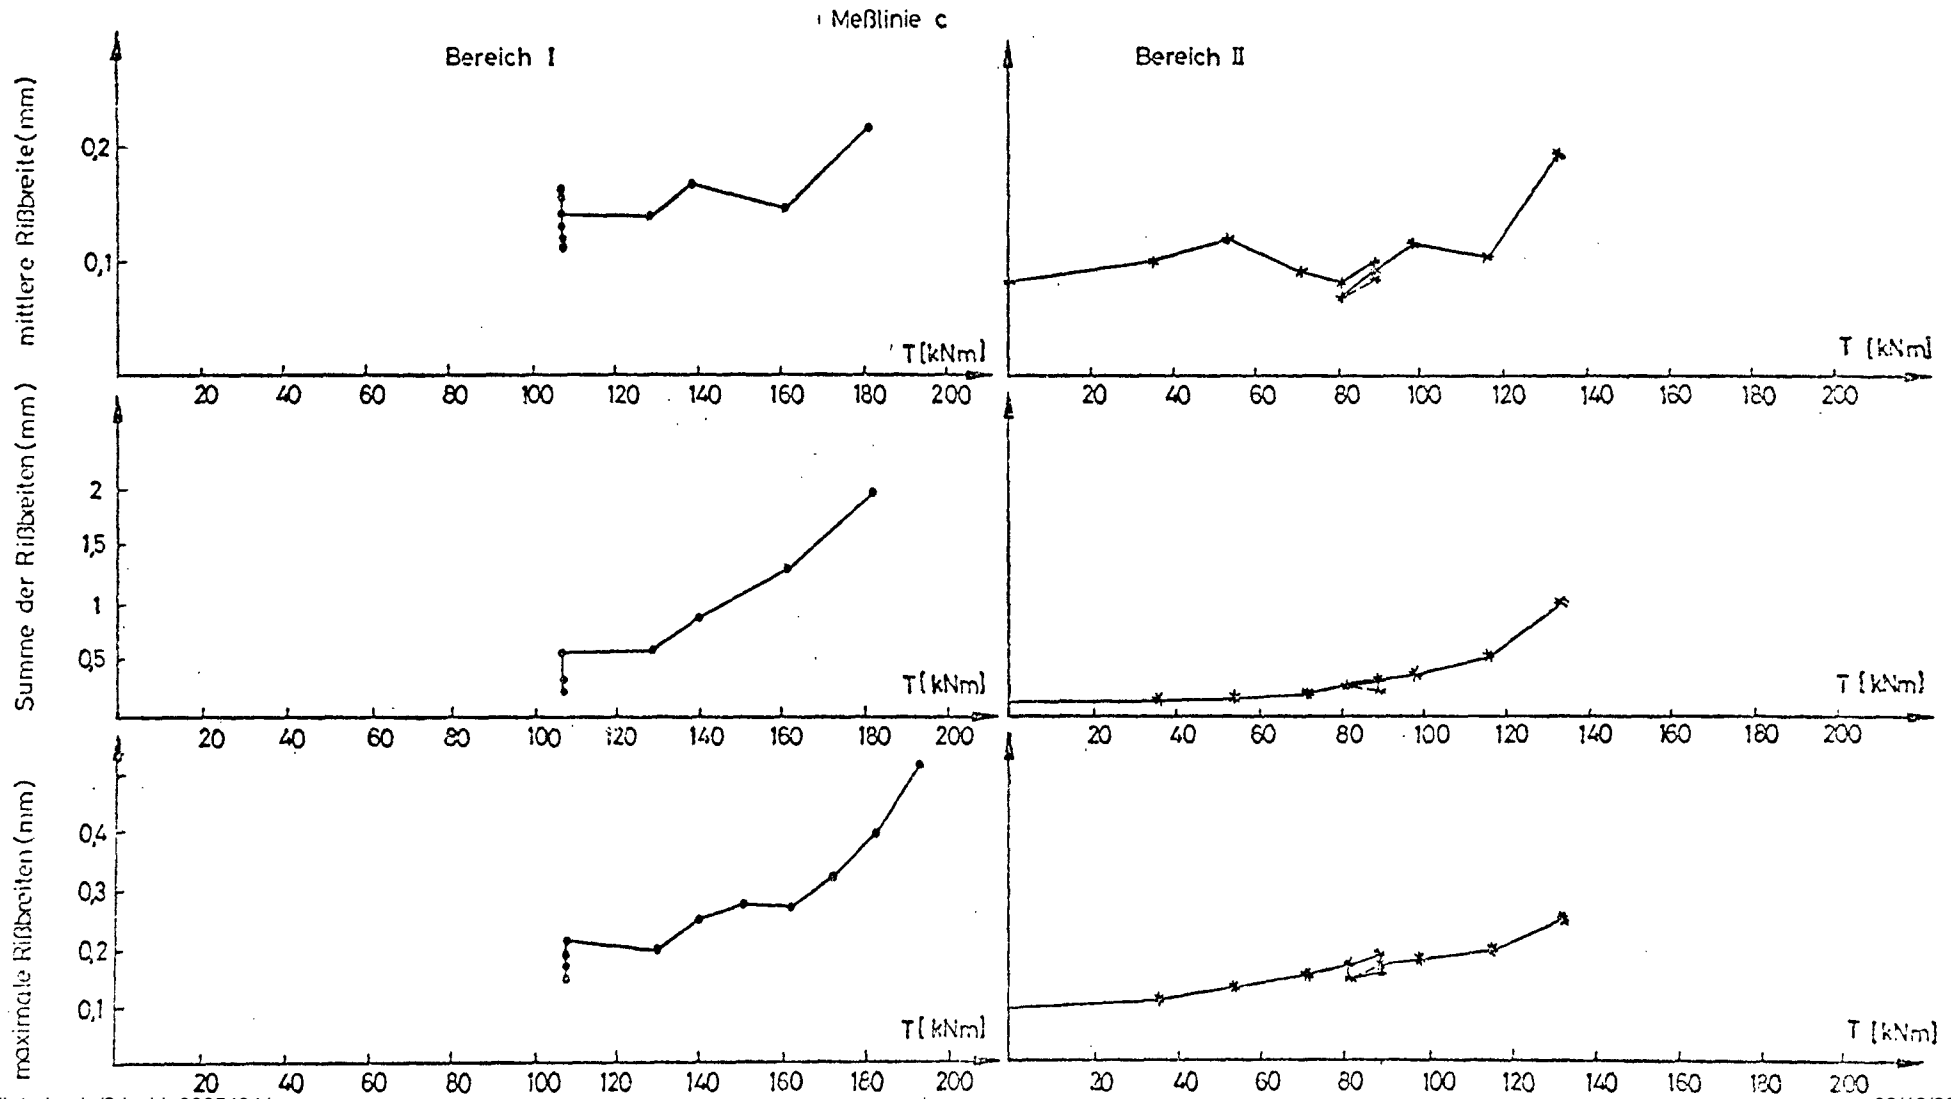 Meßlinie c
Bereich I
Bereich II
mittlere Rißbreite (mm)
0,2
0,1
T [kNm]
20 40 60 80 100 120 140 160 180 200
T [kNm]
20 40 60 80 100 120 140 160 180 200
Summe der Rißbreiten (mm)
2
1,5
1
0,5
T [kNm]
20 40 60 80 100 120 140 160 180 200
T [kNm]
20 40 60 80 100 120 140 160 180 200
maximale Rißbreiten (mm)
0,4
0,3
0,2
0,1
T [kNm]
20 40 60 80 100 120 140 160 180 200
T [kNm]
20 40 60 80 100 120 140 160 180 200